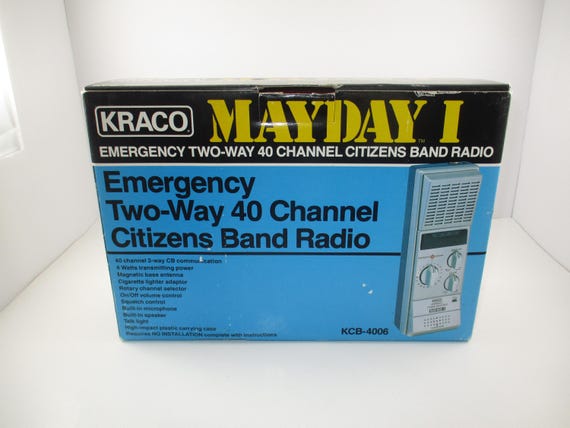 KRACO MAYDAY I™
EMERGENCY TWO-WAY 40 CHANNEL CITIZENS BAND RADIO
Emergency
Two-Way 40 Channel
Citizens Band Radio
40 channel 2-way CB communication
4 Watts transmitting power
Magnetic base antenna
Cigarette lighter adaptor
Rotary channel selector
On/Off volume control
Squelch control
Built-in microphone
Built-in speaker
Talk light
High-impact plastic carrying case
Requires NO INSTALLATION complete with instructions
KRACO
KCB-4006